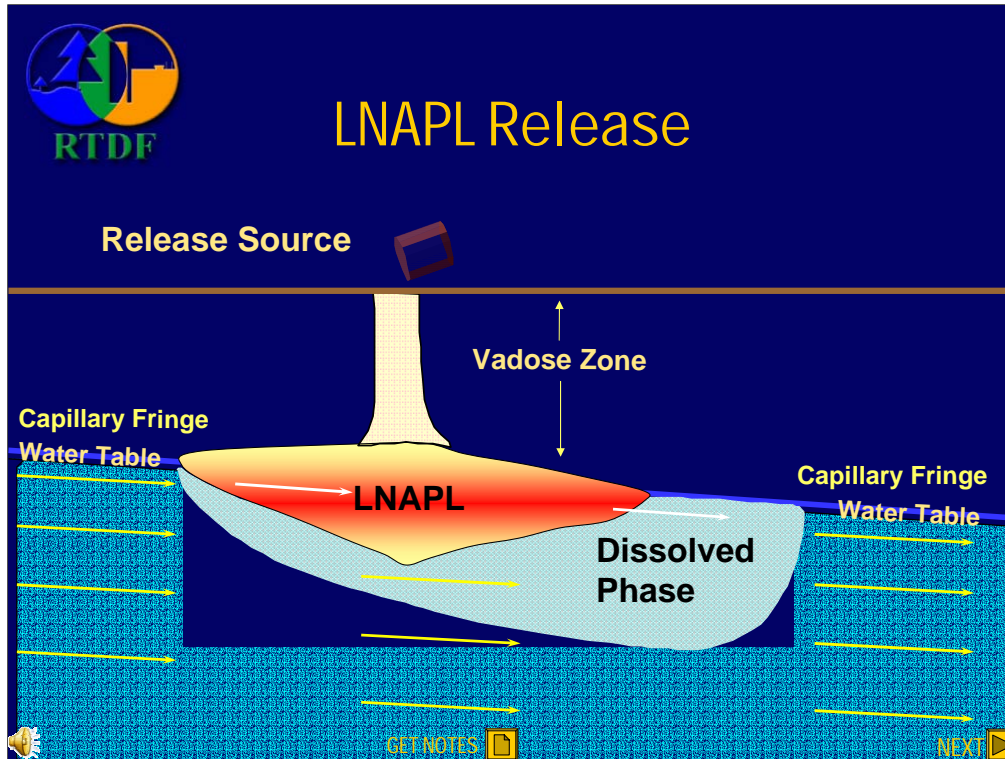 RTDF
LNAPL Release
Release Source
Vadose Zone
Capillary Fringe
Water Table
LNAPL
Capillary Fringe
Water Table
Dissolved
Phase
GET NOTES
NEXT